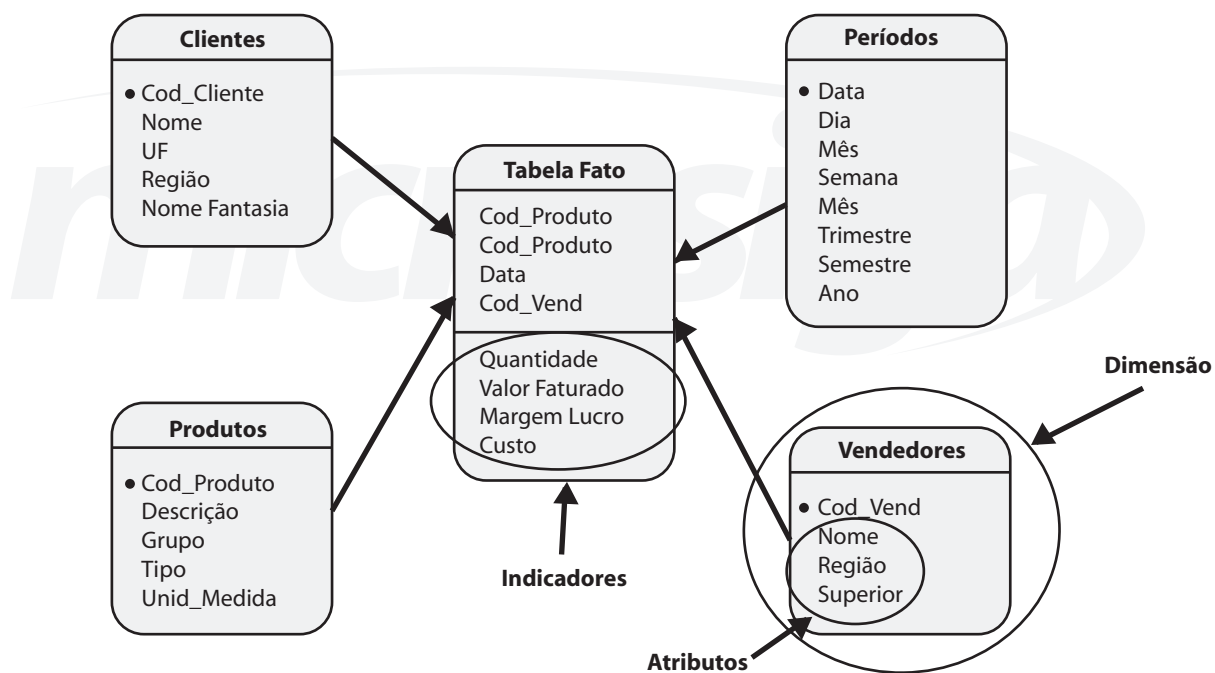 Clientes
• Cod_Cliente
Nome
UF
Região
Nome Fantasia
Períodos
• Data
Dia
Mês
Semana
Mês
Trimestre
Semestre
Ano
Tabela Fato
Cod_Produto
Cod_Produto
Data
Cod_Vend
Quantidade
Valor Faturado
Margem Lucro
Custo
Indicadores
Produtos
• Cod_Produto
Descrição
Grupo
Tipo
Unid_Medida
Dimensão
Vendedores
• Cod_Vend
Nome
Região
Superior
Atributos
microsiga